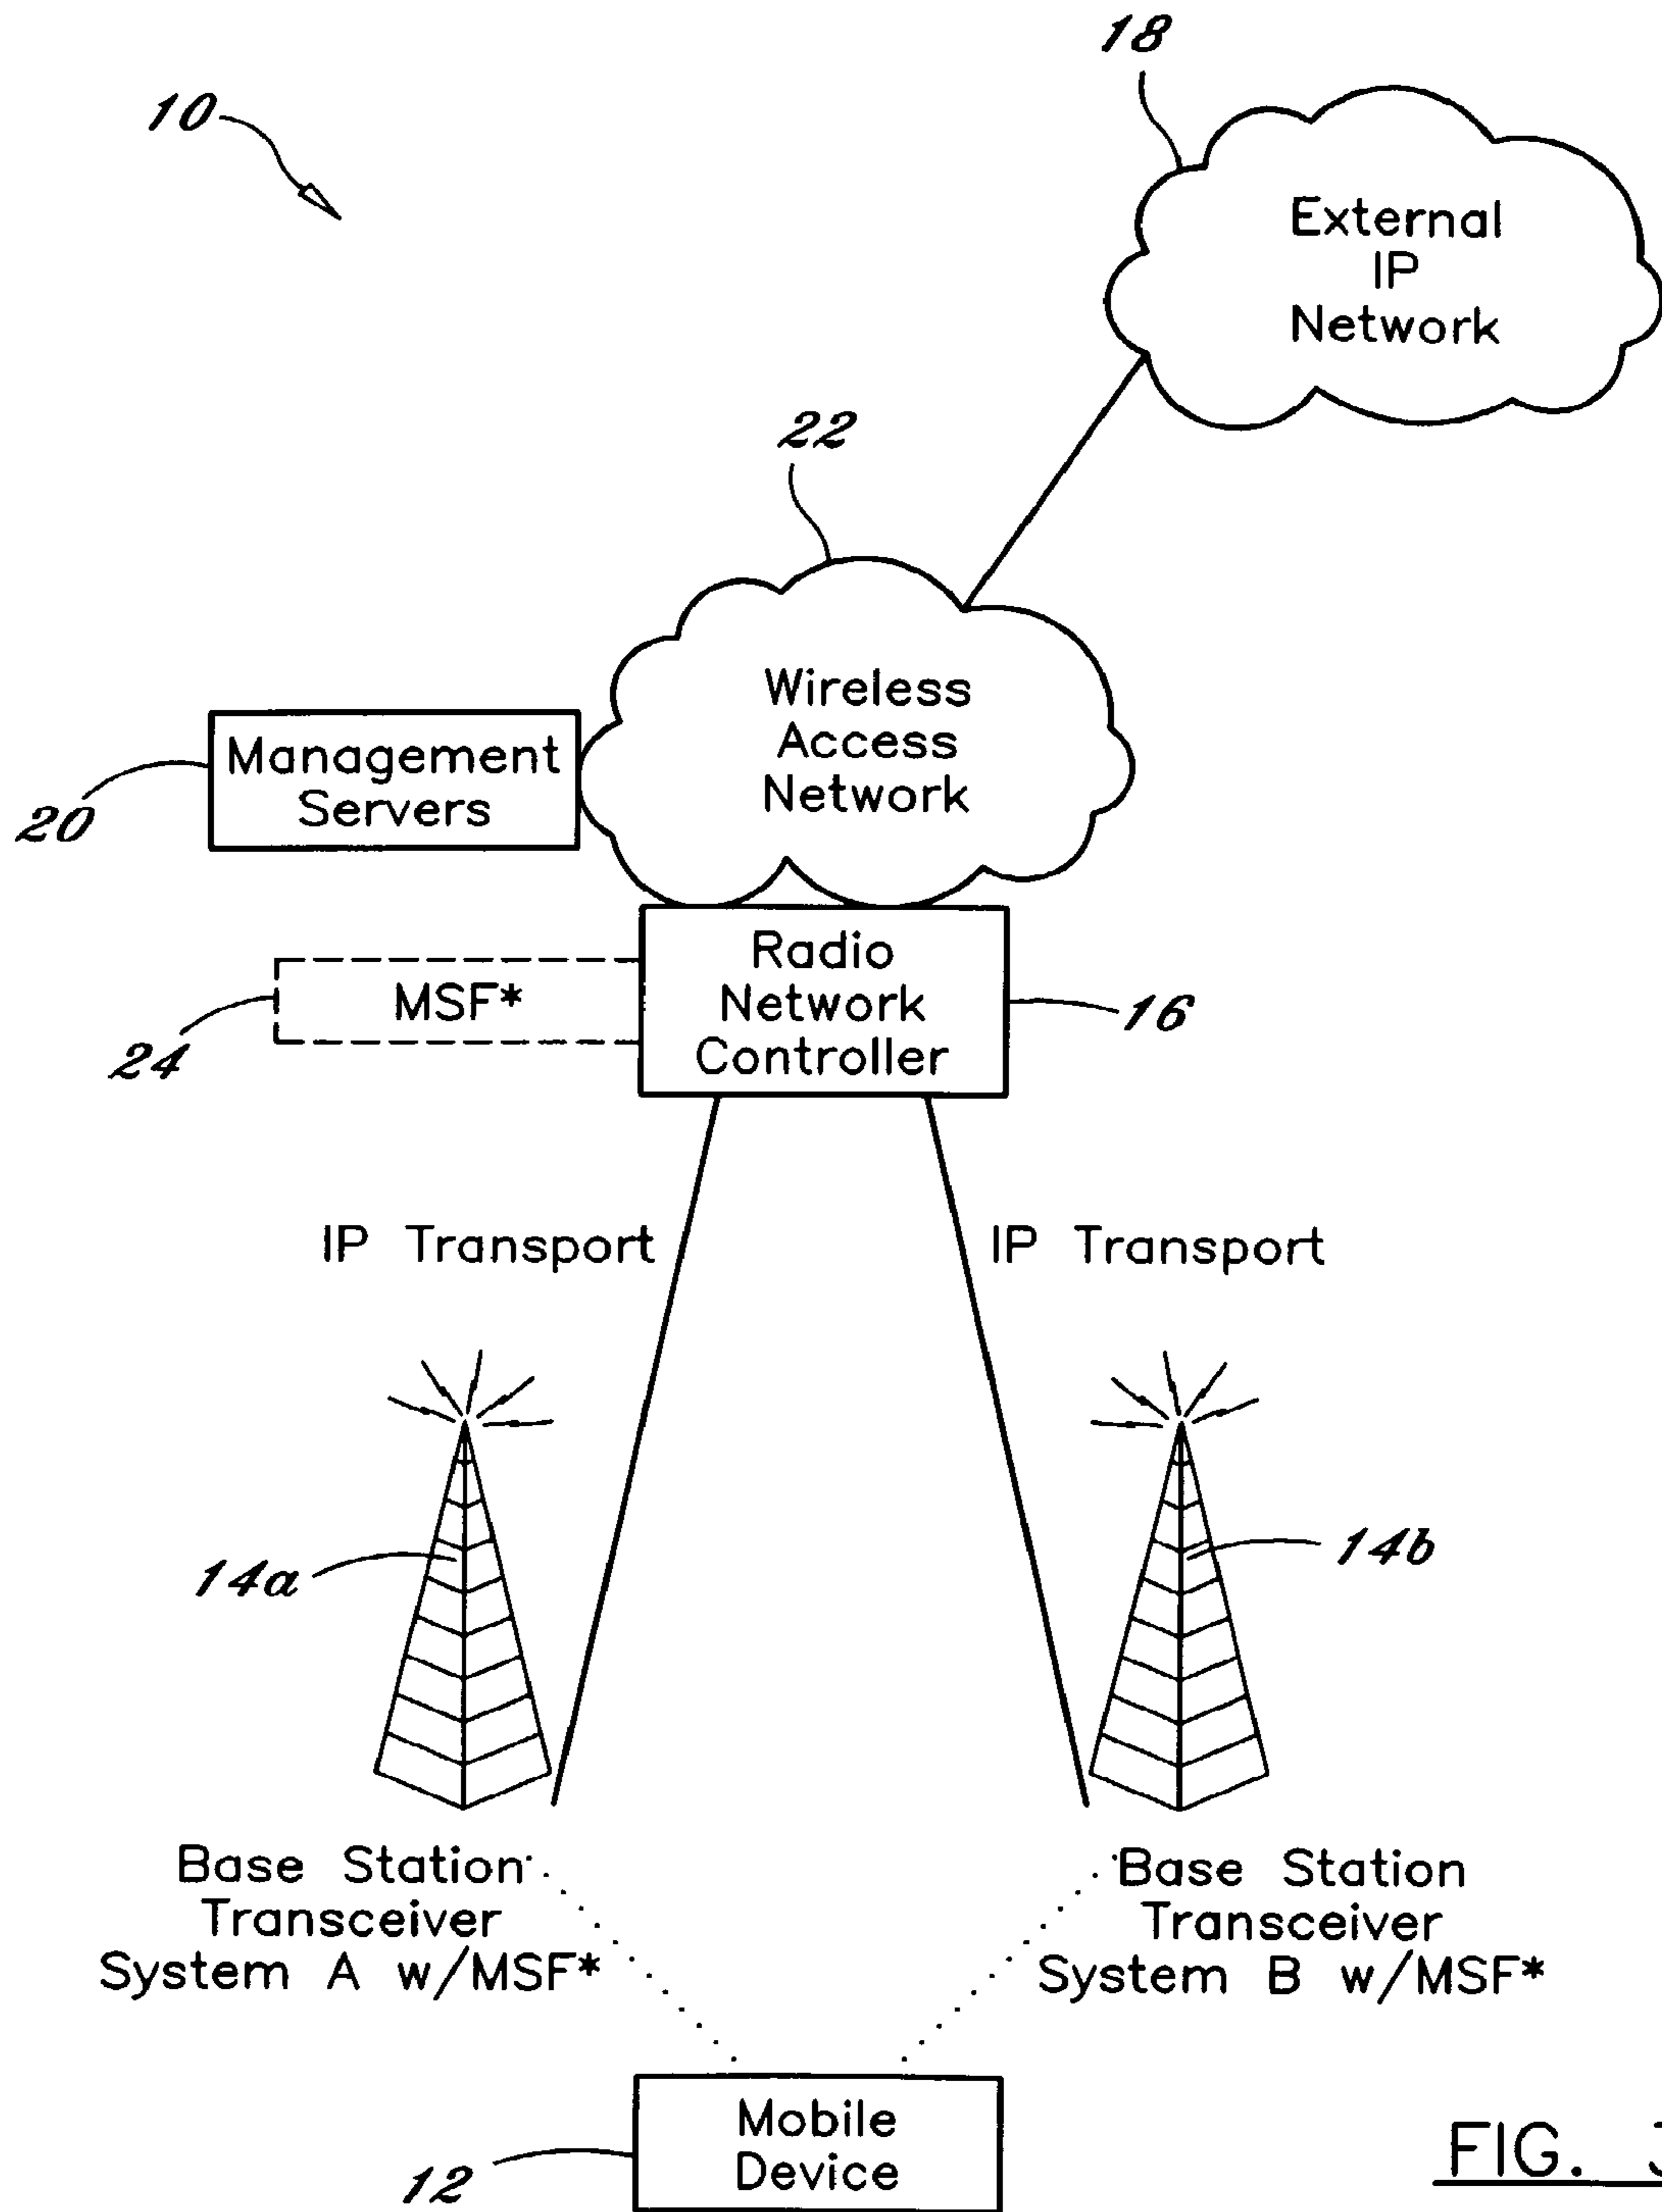 18
10
External
IP
Network
22
Wireless
Access
Network
Management
Servers
20
Radio
Network
Controller
MSF*
16
24
IP Transport
IP Transport
14a
14b
Base Station
Transceiver
System A w/MSF*
Base Station
Transceiver
System B w/MSF*
Mobile
Device
12
FIG. 3